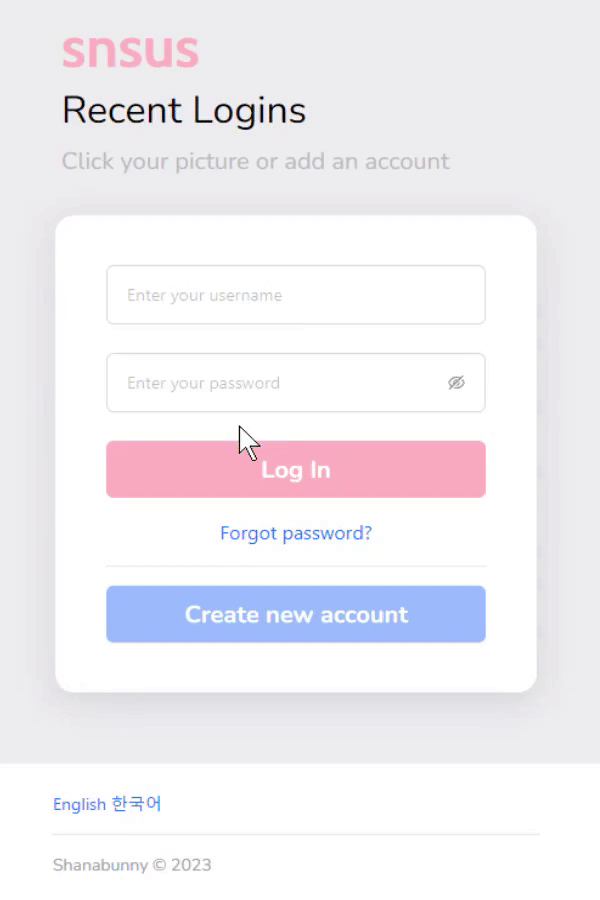 snsus
Recent Logins
Click your picture or add an account
Enter your username
Enter your password
Log In
Forgot password?
Create new account
English 한국어
Shanabunny © 2023